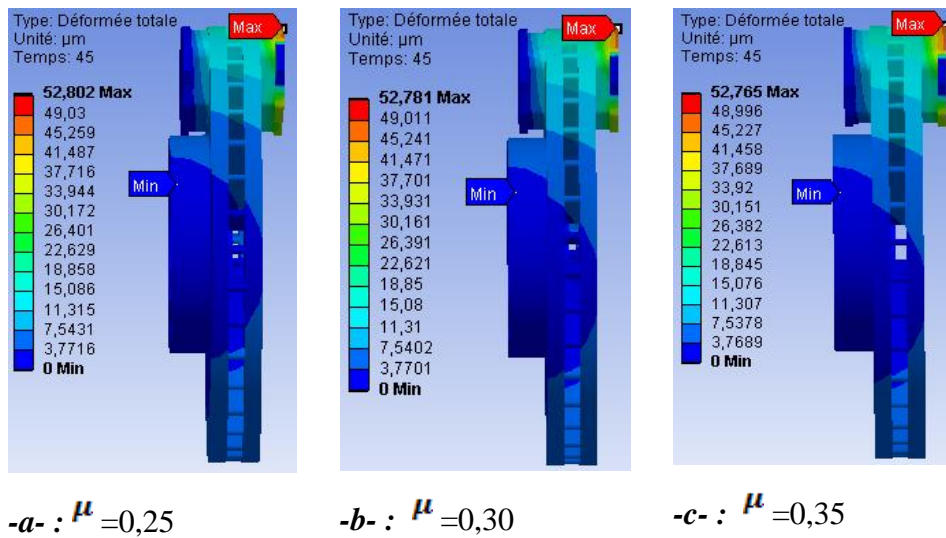 Type: Déformée totale
Unité: µm
Temps: 45
Max
52,802 Max
49,03
45,259
41,487
37,716
33,944
30,172
26,401
22,629
18,858
15,086
11,315
7,5431
3,7716
0 Min
Min
Type: Déformée totale
Unité: µm
Temps: 45
Max
52,781 Max
49,011
45,241
41,471
37,701
33,931
30,161
26,391
22,621
18,85
15,08
11,31
7,5402
3,7701
0 Min
Min
Type: Déformée totale
Unité: µm
Temps: 45
Max
52,765 Max
48,996
45,227
41,458
37,689
33,92
30,151
26,382
22,613
18,845
15,076
11,307
7,5378
3,7689
0 Min
Min
-a- : μ =0,25
-b- : μ =0,30
-c- : μ =0,35